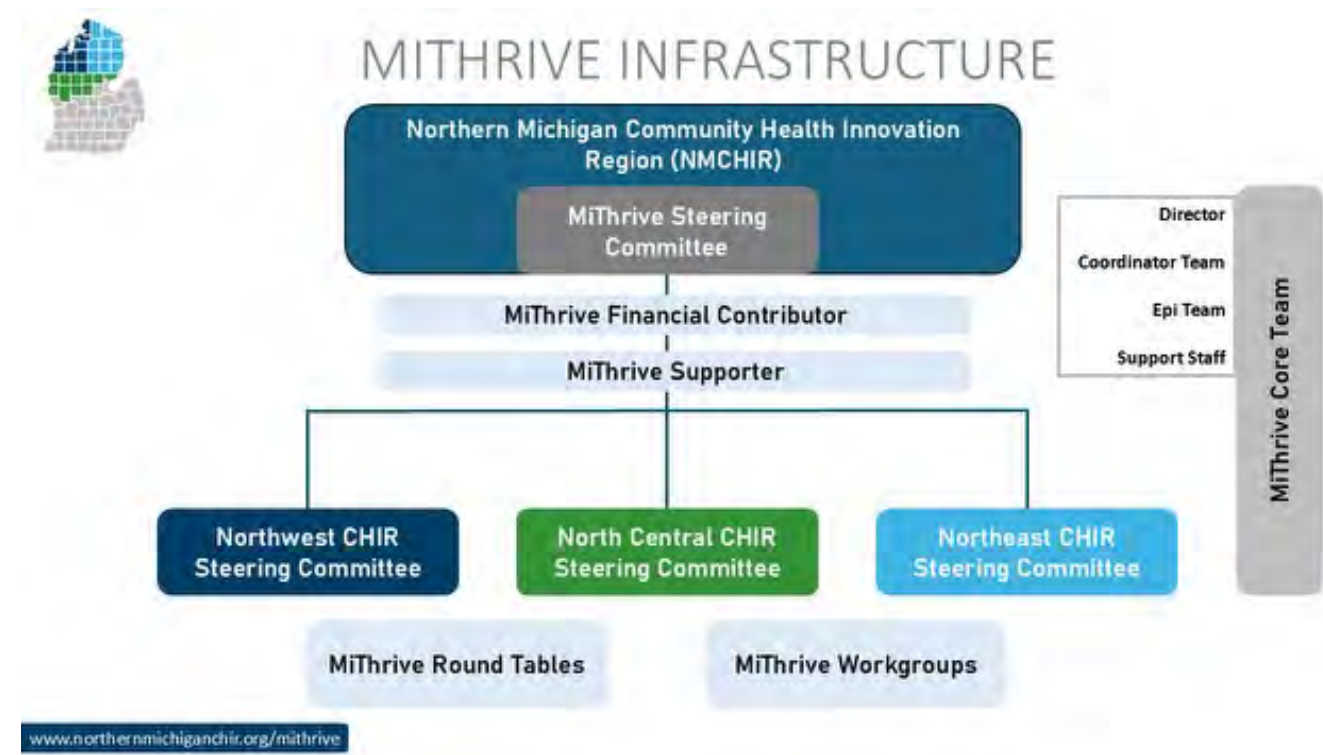 MITHRIVE INFRASTRUCTURE
Northern Michigan Community Health Innovation
Region (NMCHIR)
MiThrive Steering
Committee
MiThrive Financial Contributor
MiThrive Supporter
Director
Coordinator Team
Epi Team
Support Staff
MiThrive Core Team
Northwest CHIR
Steering Committee
North Central CHIR
Steering Committee
Northeast CHIR
Steering Committee
MiThrive Round Tables
MiThrive Workgroups
www.northernmichiganchir.org/mithrive